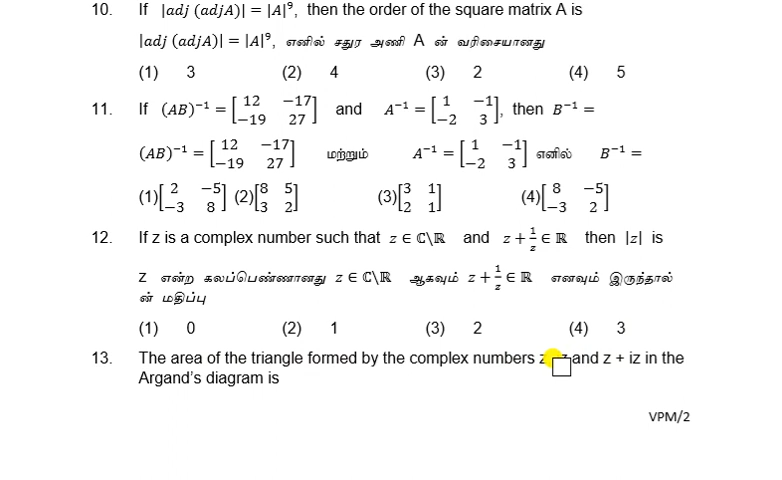 10. If |adj (adjA)| = |A|⁹, then the order of the square matrix A is
|adj (adjA)| = |A|⁹, எனில் சதுர அணி A ன் வரிசையானது
(1) 3 (2) 4 (3) 2 (4) 5
11. If (AB)⁻¹ = [12 −17; −19 27] and A⁻¹ = [1 −1; −2 3], then B⁻¹ =
(AB)⁻¹ = [12 −17; −19 27] மற்றும் A⁻¹ = [1 −1; −2 3] எனில் B⁻¹ =
(1)[2 −5; −3 8] (2)[8 5; 3 2] (3)[3 1; 2 1] (4)[8 −5; −3 2]
12. If z is a complex number such that z ∈ ℂ\ℝ and z + 1/z ∈ ℝ then |z| is
z என்ற கலப்பெண்ணானது z ∈ ℂ\ℝ ஆகவும் z + 1/z ∈ ℝ எனவும் இருந்தால்
ன் மதிப்பு
(1) 0 (2) 1 (3) 2 (4) 3
13. The area of the triangle formed by the complex numbers z and z + iz in the
Argand's diagram is
VPM/2